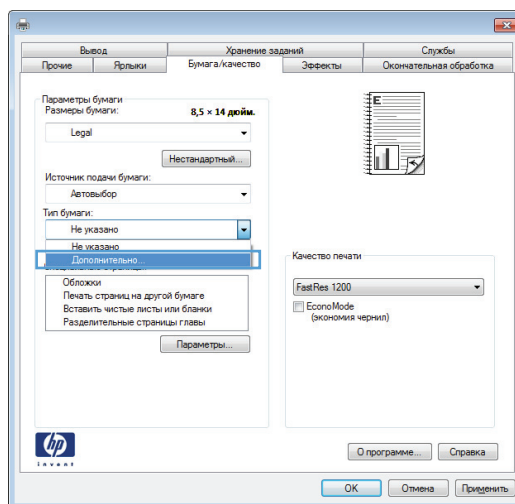 Вывод Хранение заданий Службы
Прочие Ярлыки Бумага/качество Эффекты Окончательная обработка
Параметры бумаги
Размеры бумаги: 8,5 × 14 дюйм.
Legal
Нестандартный...
Источник подачи бумаги:
Автовыбор
Тип бумаги:
Не указано
Не указано
Дополнительно...
Обложки
Печать страниц на другой бумаге
Вставить чистые листы или бланки
Разделительные страницы главы
Параметры...
E
Качество печати
FastRes 1200
EconoMode
(экономия чернил)
hp
invent
О программе... Справка
OK Отмена Применить